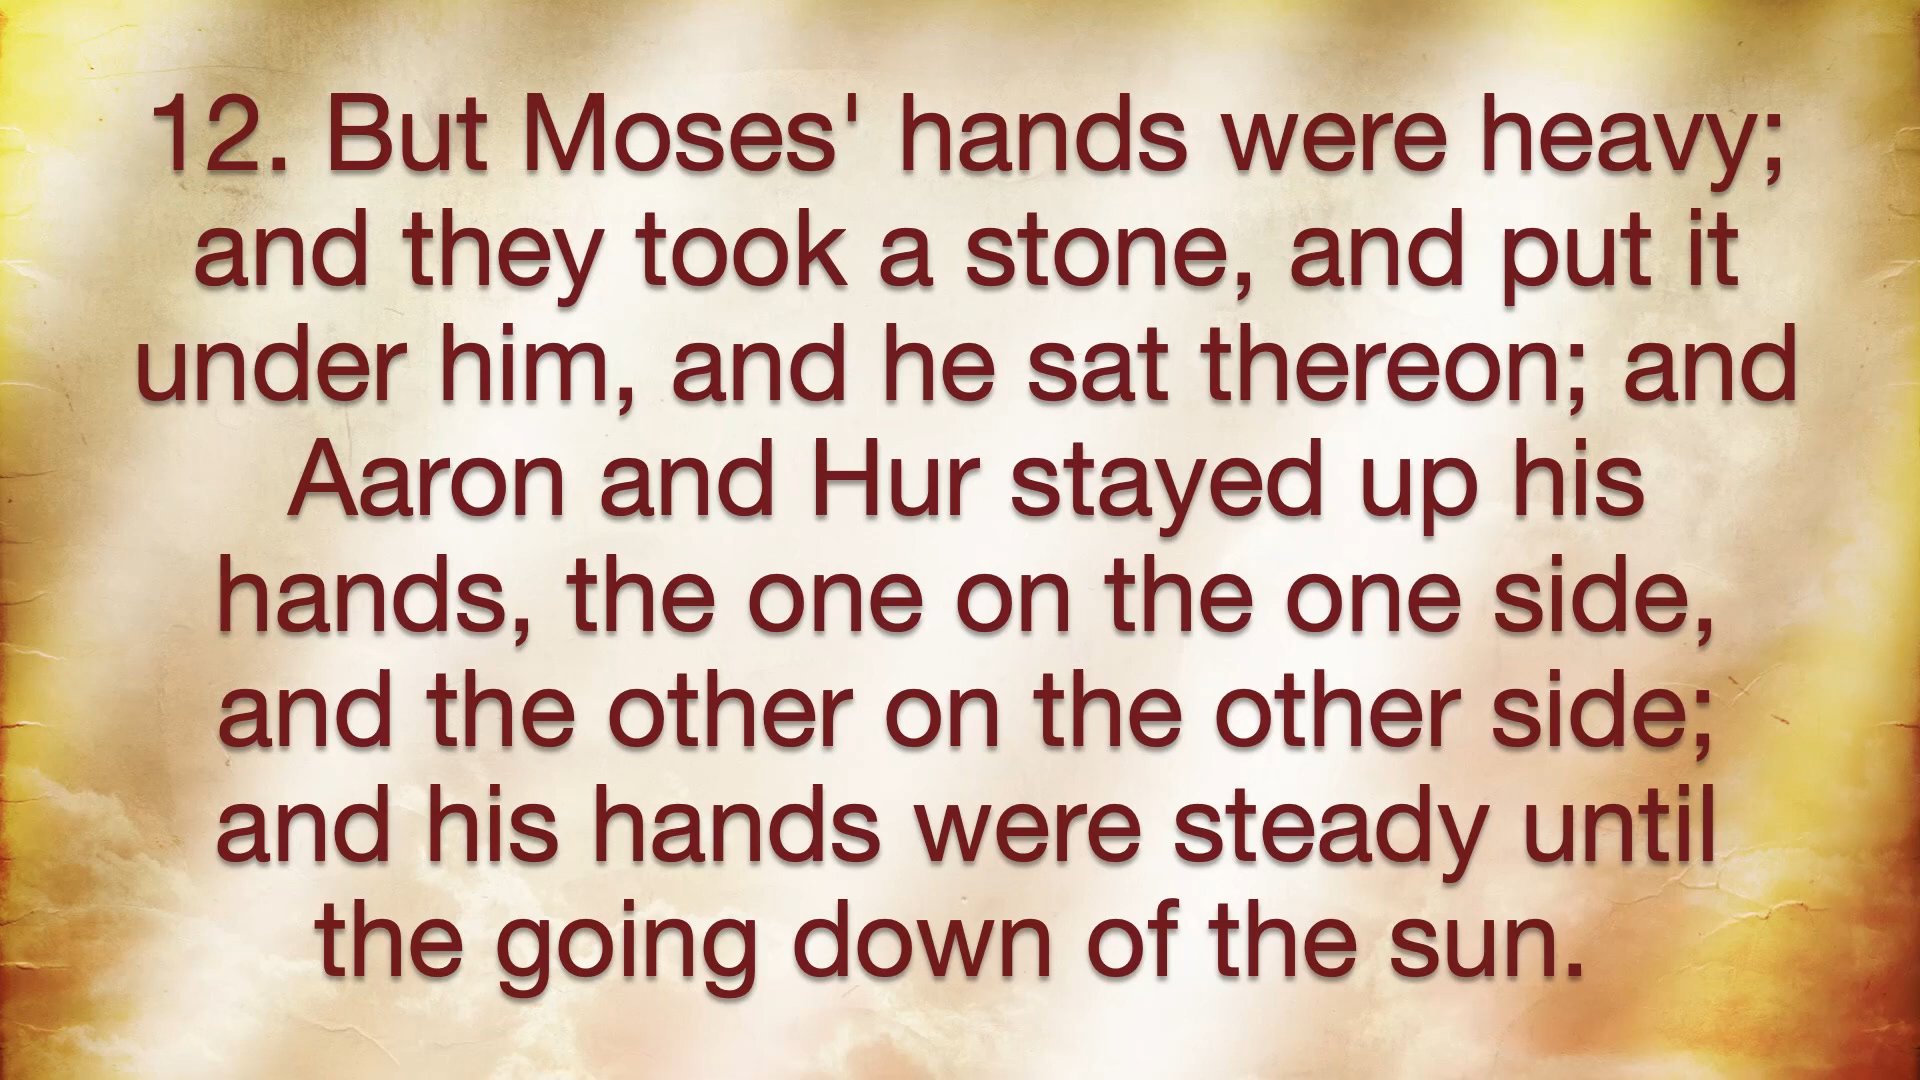 12. But Moses' hands were heavy;
and they took a stone, and put it
under him, and he sat thereon; and
Aaron and Hur stayed up his
hands, the one on the one side,
and the other on the other side;
and his hands were steady until
the going down of the sun.